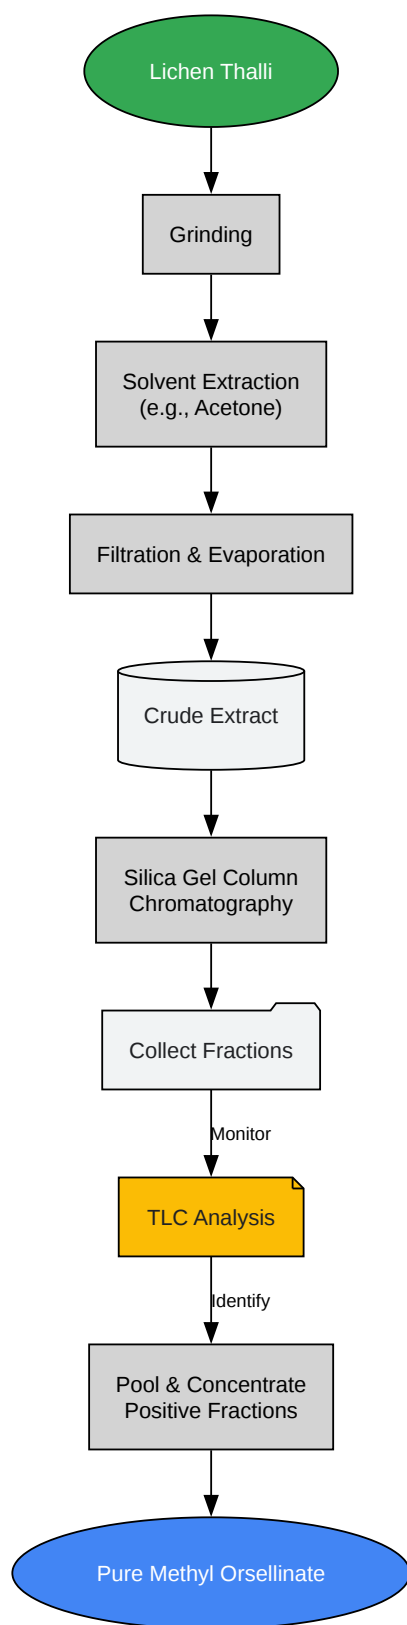 Lichen Thalli
Grinding
Solvent Extraction
(e.g., Acetone)
Filtration & Evaporation
Crude Extract
Silica Gel Column
Chromatography
Collect Fractions
Monitor
TLC Analysis
Identify
Pool & Concentrate
Positive Fractions
Pure Methyl Orsellinate